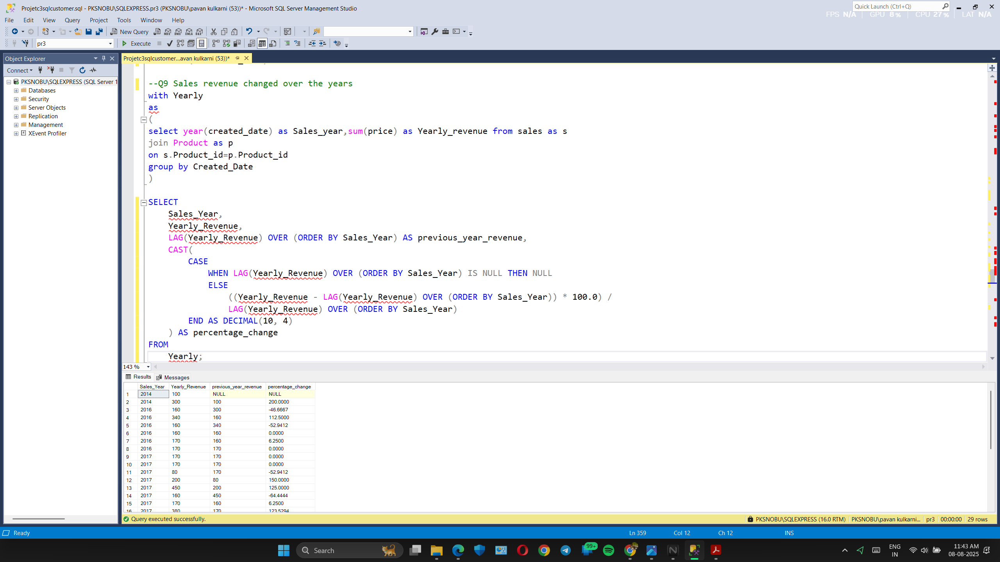 Projetc3sqlcustomer.sql - PKSNOBU\SQLEXPRESS.pr3 (PKSNOBU\pavan kulkarni (53))* - Microsoft SQL Server Management Studio
Quick Launch (Ctrl+Q)
FPS N/A GPU 8 % CPU 27 % LAT N/A
File Edit View Query Project Tools Window Help
New Query MDX DMX XMLA DAX
pr3 Execute
Object Explorer
Projetc3sqlcustomer...avan kulkarni (53))*
Connect
PKSNOBU\SQLEXPRESS (SQL Server 1
Databases
Security
Server Objects
Replication
Management
XEvent Profiler
--Q9 Sales revenue changed over the years
with Yearly
as
(
select year(created_date) as Sales_year,sum(price) as Yearly_revenue from sales as s
join Product as p
on s.Product_id=p.Product_id
group by Created_Date
)
SELECT
Sales_Year,
Yearly_Revenue,
LAG(Yearly_Revenue) OVER (ORDER BY Sales_Year) AS previous_year_revenue,
CAST(
CASE
WHEN LAG(Yearly_Revenue) OVER (ORDER BY Sales_Year) IS NULL THEN NULL
ELSE
((Yearly_Revenue - LAG(Yearly_Revenue) OVER (ORDER BY Sales_Year)) * 100.0) /
LAG(Yearly_Revenue) OVER (ORDER BY Sales_Year)
END AS DECIMAL(10, 4)
) AS percentage_change
FROM
Yearly;
143 %
Results Messages
Sales_Year Yearly_Revenue previous_year_revenue percentage_change
1 2014 100 NULL NULL
2 2014 300 100 200.0000
3 2016 160 300 -46.6667
4 2016 340 160 112.5000
5 2016 160 340 -52.9412
6 2016 160 160 0.0000
7 2016 170 160 6.2500
8 2016 170 170 0.0000
9 2017 170 170 0.0000
10 2017 170 170 0.0000
11 2017 80 170 -52.9412
12 2017 200 80 150.0000
13 2017 450 200 125.0000
14 2017 160 450 -64.4444
15 2017 170 160 6.2500
16 2017 380 170 123.5294
Query executed successfully.
PKSNOBU\SQLEXPRESS (16.0 RTM) PKSNOBU\pavan kulkarni... pr3 00:00:00 29 rows
Ready
Ln 359 Col 12 Ch 12 INS
Search
99+
ENG
IN
11:43 AM
08-08-2025